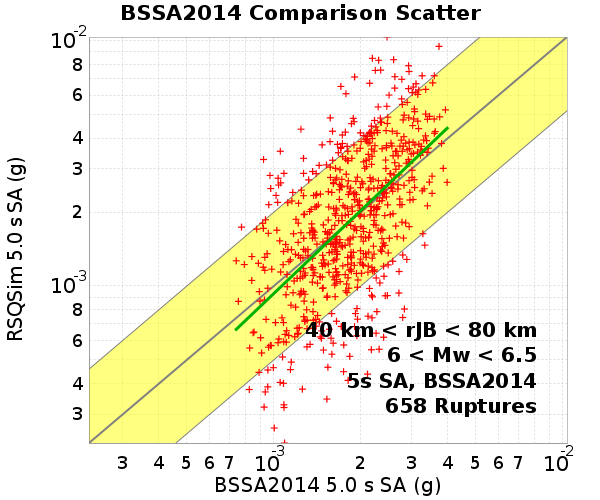 BSSA2014 Comparison Scatter
RSQSim 5.0 s SA (g)
10⁻²
8
6
4
3
2
10⁻³
8
6
4
3
40 km < rJB < 80 km
6 < Mw < 6.5
5s SA, BSSA2014
658 Ruptures
3 4 5 6 7 10⁻³ 2 3 4 5 6 7 10⁻²
BSSA2014 5.0 s SA (g)